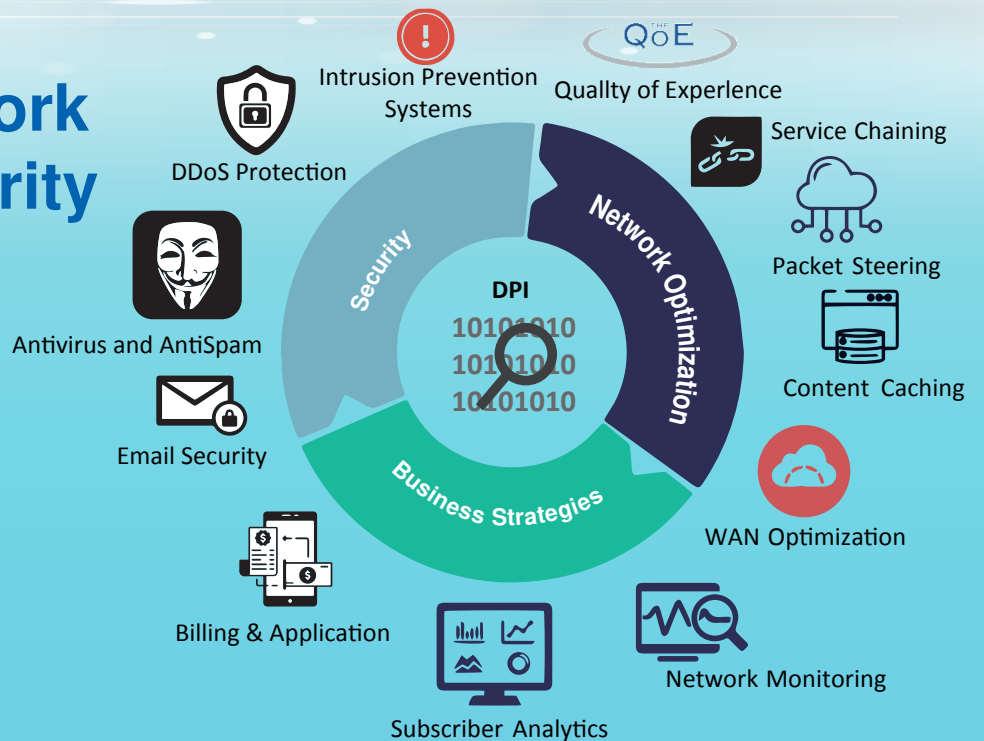 ork
rity
Intrusion Prevention
Systems
THE
QoE
Quallty of Experlence
DDoS Protection
Service Chaining
Packet Steering
Antivirus and AntiSpam
Content Caching
Email Security
WAN Optimization
Billing & Application
Network Monitoring
Subscriber Analytics
Security
Network Optimization
Business Strategies
DPI
10101010
10101010
10101010
$
$